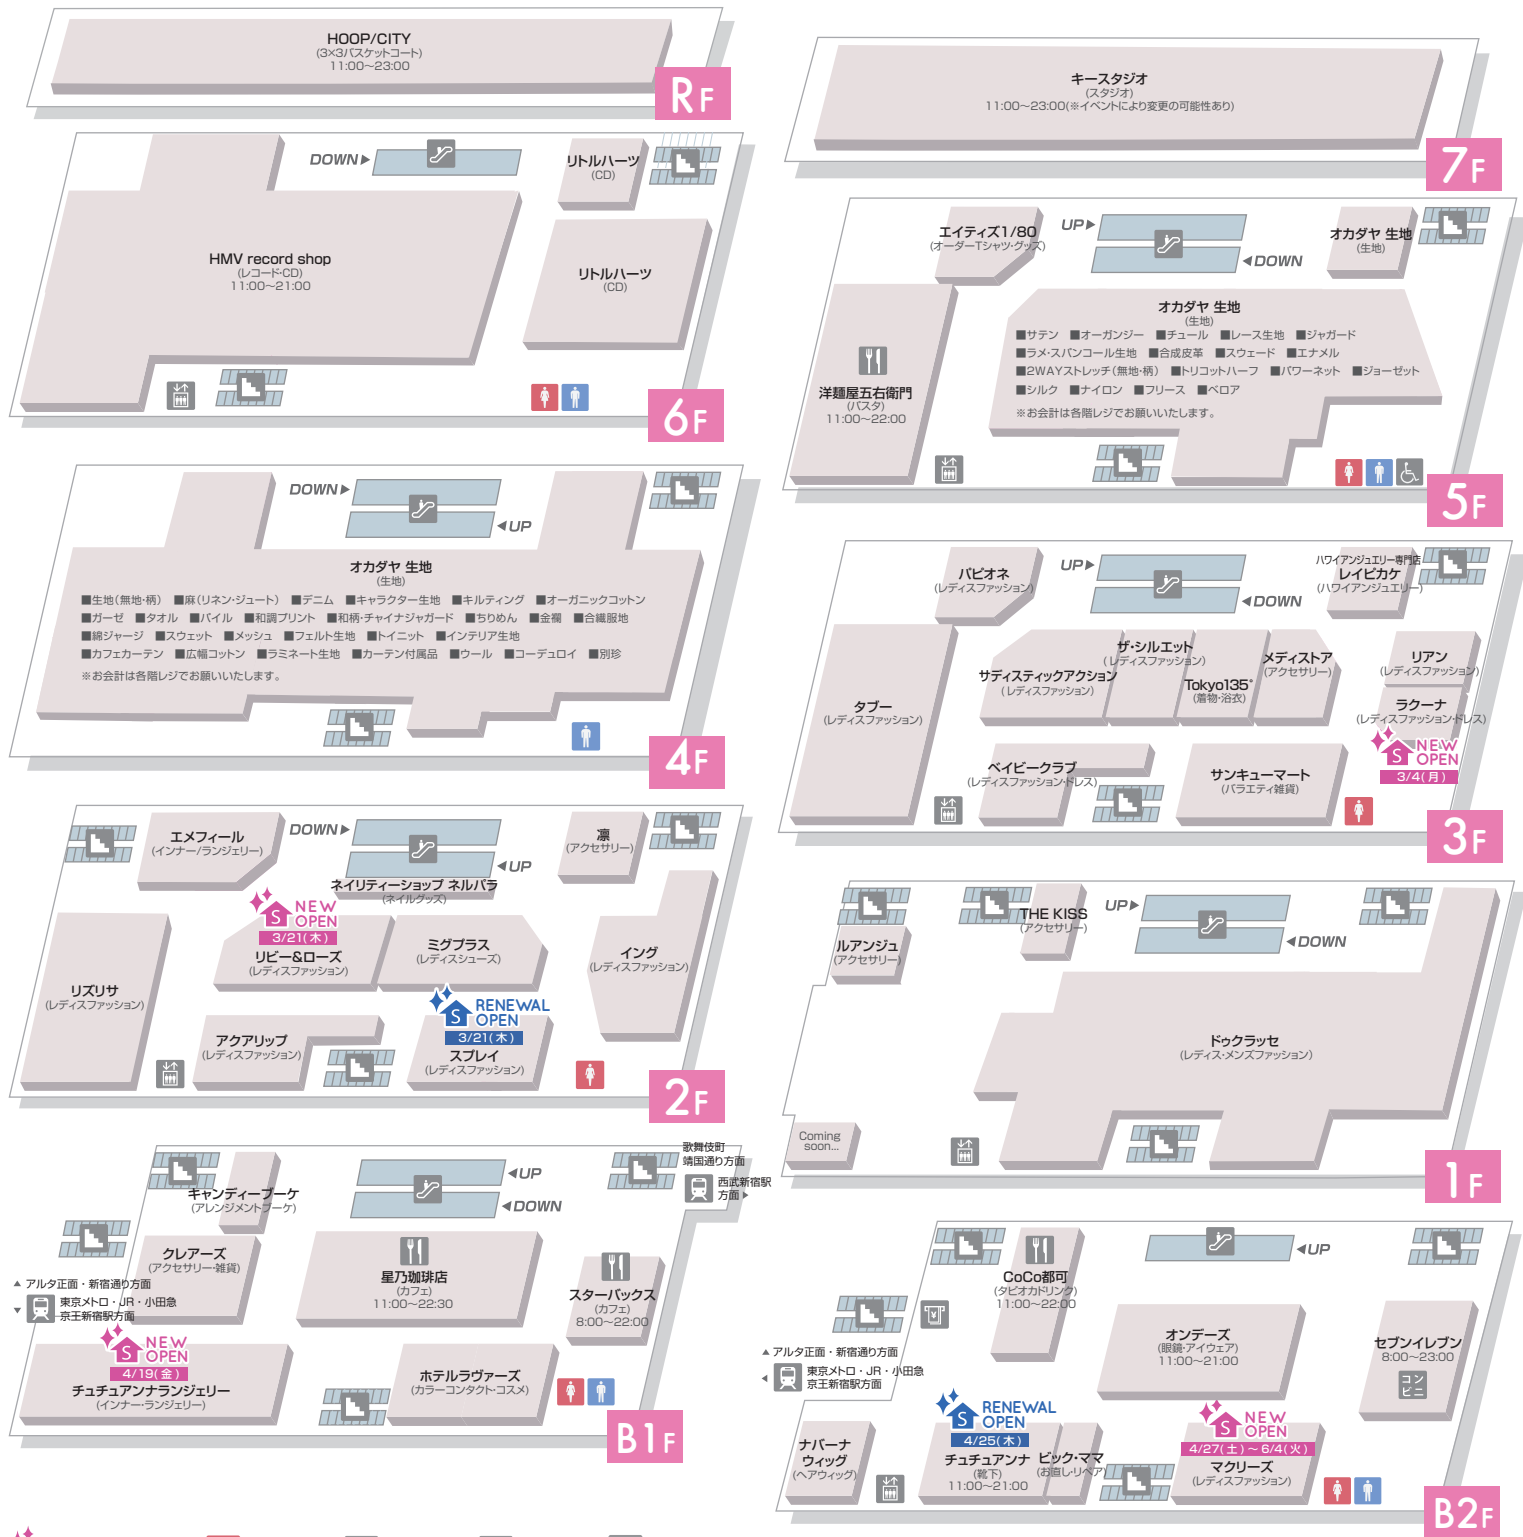 HOOP/CITY
(3×3バスケットコート)
11:00~23:00
RF
キースタジオ
(スタジオ)
11:00~23:00(※イベントにより変更の可能性あり)
7F
DOWN▶
リトルハーツ
(CD)
HMV record shop
(レコード・CD)
11:00~21:00
リトルハーツ
(CD)
6F
エイティズ1/80
(オーダーTシャツ・グッズ)
UP▶
◀DOWN
オカダヤ 生地
(生地)
オカダヤ 生地
(生地)
■サテン ■オーガンジー ■チュール ■レース生地 ■ジャガード
■ラメ・スパンコール生地 ■合成皮革 ■スウェード ■エナメル
■2WAYストレッチ(無地・柄) ■トリコットハーフ ■パワーネット ■ジョーゼット
■シルク ■ナイロン ■フリース ■ベロア
※お会計は各階レジでお願いいたします。
洋麺屋五右衛門
(パスタ)
11:00~22:00
5F
DOWN▶
◀UP
オカダヤ 生地
(生地)
■生地(無地・柄) ■麻(リネン・ジュート) ■デニム ■キャラクター生地 ■キルティング ■オーガニックコットン
■ガーゼ ■タオル ■パイル ■和調プリント ■和柄・チャイナジャガード ■ちりめん ■金襴 ■合繊服地
■綿ジャージ ■スウェット ■メッシュ ■フェルト生地 ■トイニット ■インテリア生地
■カフェカーテン ■広幅コットン ■ラミネート生地 ■カーテン付属品 ■ウール ■コーデュロイ ■別珍
※お会計は各階レジでお願いいたします。
4F
パピオネ
(レディスファッション)
UP▶
◀DOWN
ハワイアンジュエリー専門店
レイピカケ
(ハワイアンジュエリー)
タブー
(レディスファッション)
サディスティックアクション
(レディスファッション)
ザ・シルエット
(レディスファッション)
Tokyo135°
(着物・浴衣)
メディストア
(アクセサリー)
リアン
(レディスファッション)
ラクーナ
(レディスファッション・ドレス)
S NEW
OPEN
3/4(月)
ベイビークラブ
(レディスファッション・ドレス)
サンキューマート
(バラエティ雑貨)
3F
エメフィール
(インナー/ランジェリー)
DOWN▶
◀UP
凛
(アクセサリー)
ネイリティーショップ ネルパラ
(ネイルグッズ)
S NEW
OPEN
3/21(木)
リビー&ローズ
(レディスファッション)
ミグプラス
(レディスシューズ)
イング
(レディスファッション)
リズリサ
(レディスファッション)
アクアリップ
(レディスファッション)
S RENEWAL
OPEN
3/21(木)
スプレイ
(レディスファッション)
2F
ルアンジュ
(アクセサリー)
THE KISS
(アクセサリー)
UP▶
◀DOWN
ドゥクラッセ
(レディス・メンズファッション)
Coming
soon...
1F
キャンディーブーケ
(アレンジメントブーケ)
◀UP
◀DOWN
歌舞伎町
靖国通り方面
西武新宿駅
方面▶
クレアーズ
(アクセサリー・雑貨)
星乃珈琲店
(カフェ)
11:00~22:30
スターバックス
(カフェ)
8:00~22:00
▲ アルタ正面・新宿通り方面
▼ 東京メトロ・JR・小田急
京王新宿駅方面
S NEW
OPEN
4/19(金)
チュチュアンナランジェリー
(インナー・ランジェリー)
ホテルラヴァーズ
(カラーコンタクト・コスメ)
B1F
CoCo都可
(タピオカドリンク)
11:00~22:00
◀UP
¥
オンデーズ
(眼鏡・アイウェア)
11:00~21:00
セブンイレブン
8:00~23:00
コン
ビニ
▲ アルタ正面・新宿通り方面
◀ 東京メトロ・JR・小田急
京王新宿駅方面
ナバーナ
ウィッグ
(ヘアウィッグ)
S RENEWAL
OPEN
4/25(木)
チュチュアンナ
(靴下)
11:00~21:00
ビック・ママ
(お直し・リペア)
S NEW
OPEN
4/27(土)~6/4(火)
マクリーズ
(レディスファッション)
B2F